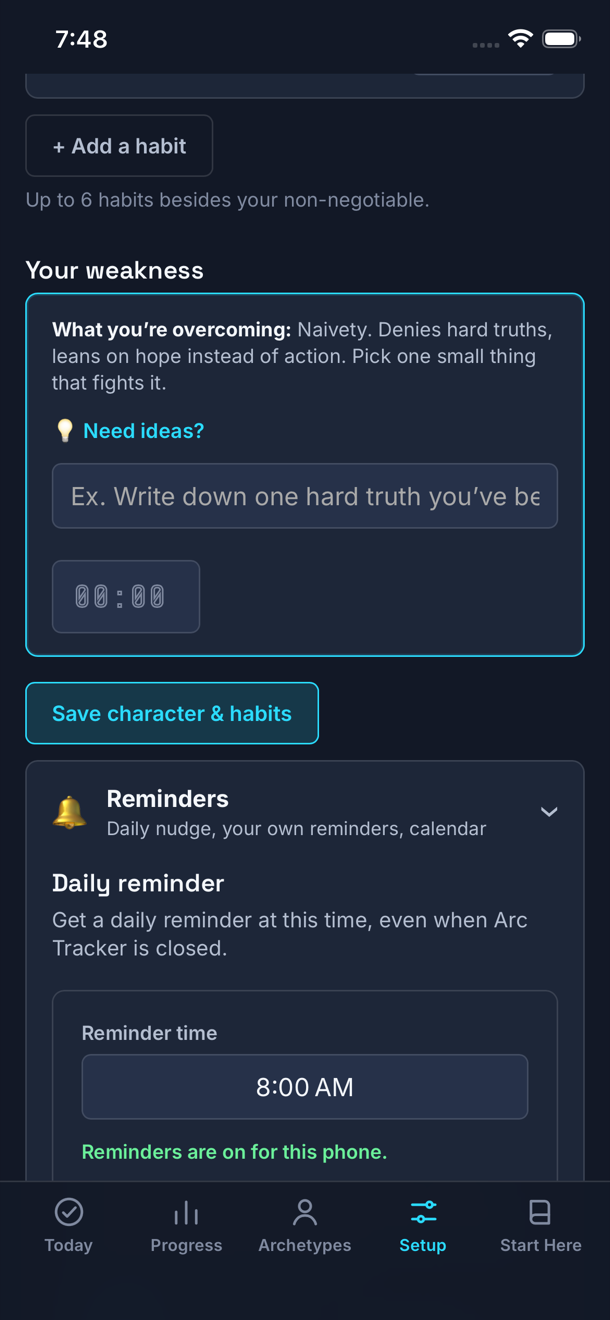 7:48
+ Add a habit
Up to 6 habits besides your non-negotiable.
Your weakness
What you’re overcoming: Naivety. Denies hard truths,
leans on hope instead of action. Pick one small thing
that fights it.
Need ideas?
Ex. Write down one hard truth you’ve be
00:00
Save character & habits
Reminders
Daily nudge, your own reminders, calendar
Daily reminder
Get a daily reminder at this time, even when Arc
Tracker is closed.
Reminder time
8:00 AM
Reminders are on for this phone.
Today
Progress
Archetypes
Setup
Start Here